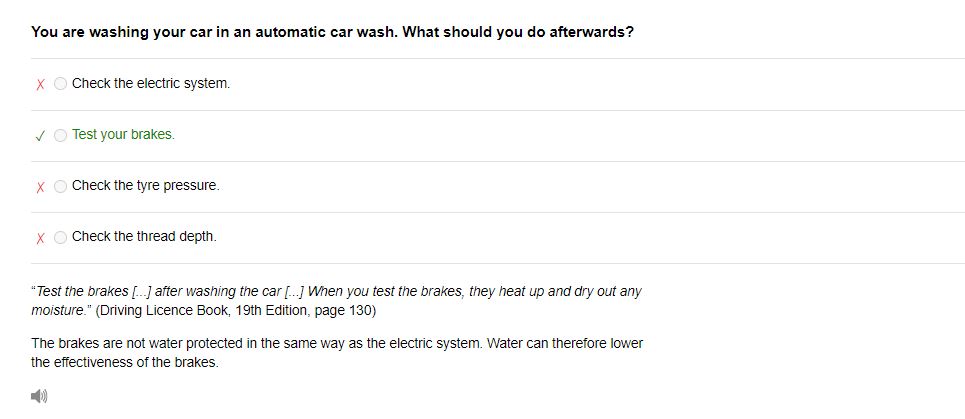 You are washing your car in an automatic car wash. What should you do afterwards?
Check the electric system.
Test your brakes.
Check the tyre pressure.
Check the thread depth.
“Test the brakes [...] after washing the car [...] When you test the brakes, they heat up and dry out any
moisture.” (Driving Licence Book, 19th Edition, page 130)
The brakes are not water protected in the same way as the electric system. Water can therefore lower
the effectiveness of the brakes.